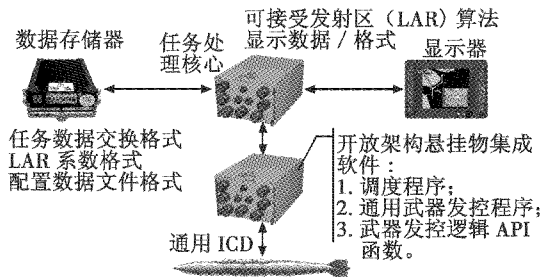 可接受发射区（LAR）算法
显示数据/格式
数据存储器
任务处
理核心
显示器
任务数据交换格式
LAR 系数格式
配置数据文件格式
开放架构悬挂物集成
软件：
1. 调度程序；
2. 通用武器发控程序；
3. 武器发控逻辑 API
函数。
通用 ICD